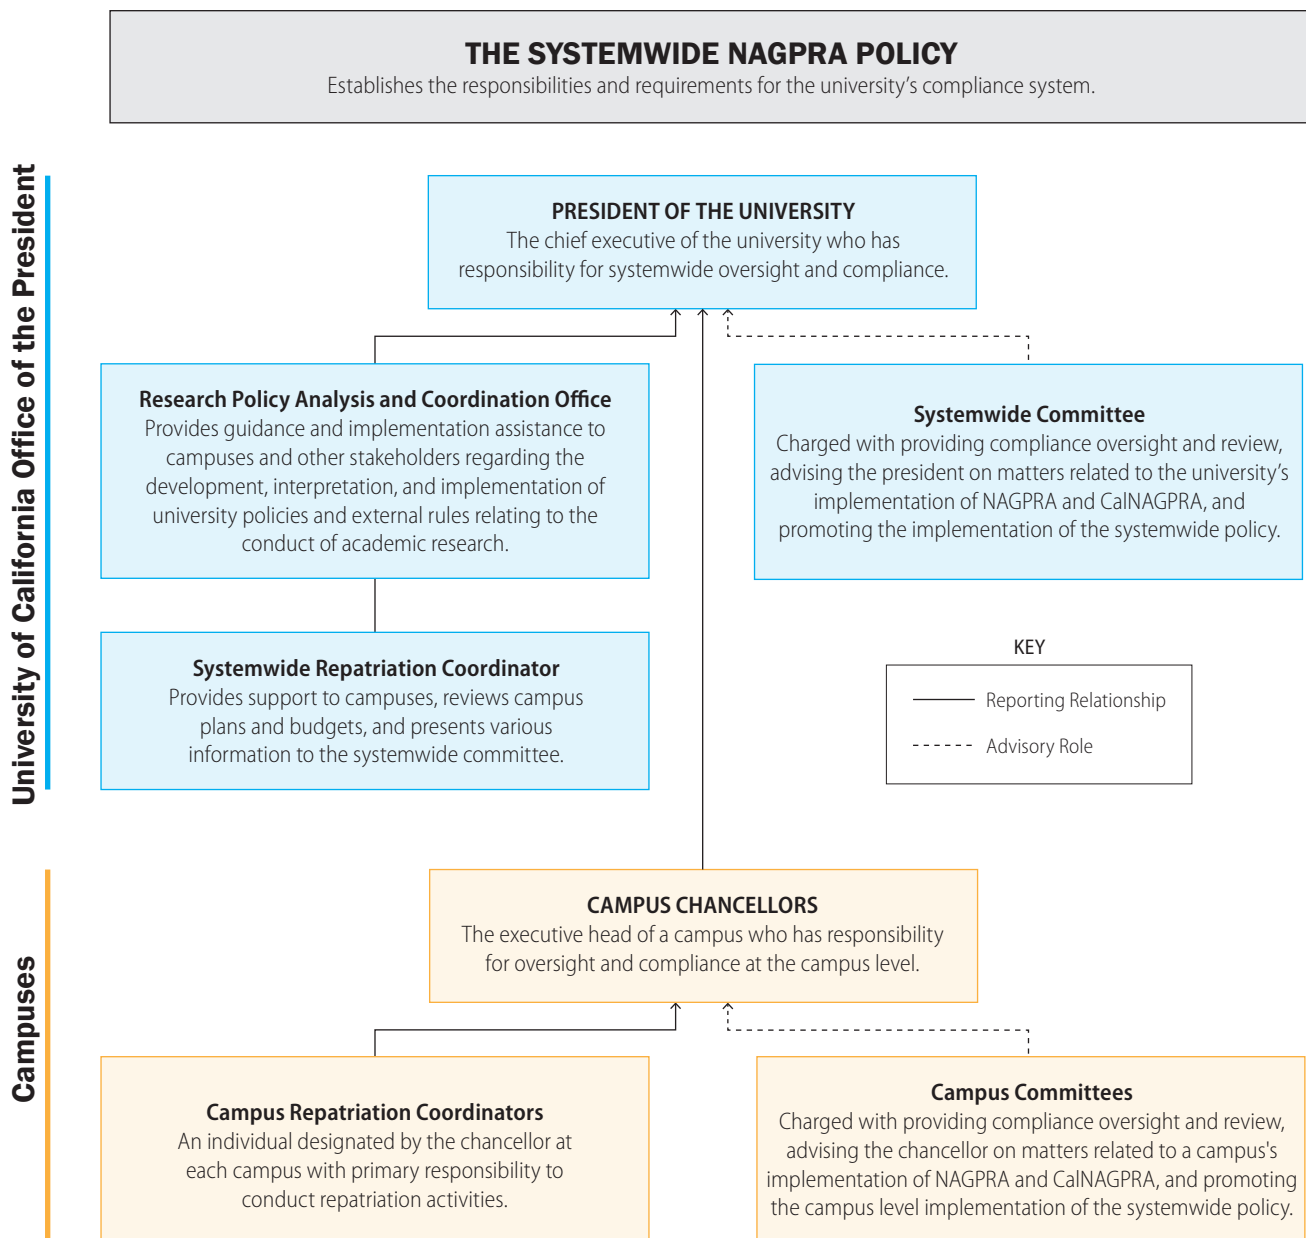 THE SYSTEMWIDE NAGPRA POLICY
Establishes the responsibilities and requirements for the university’s compliance system.
University of California Office of the President
PRESIDENT OF THE UNIVERSITY
The chief executive of the university who has
responsibility for systemwide oversight and compliance.
Research Policy Analysis and Coordination Office
Provides guidance and implementation assistance to
campuses and other stakeholders regarding the
development, interpretation, and implementation of
university policies and external rules relating to the
conduct of academic research.
Systemwide Committee
Charged with providing compliance oversight and review,
advising the president on matters related to the university’s
implementation of NAGPRA and CalNAGPRA, and
promoting the implementation of the systemwide policy.
Systemwide Repatriation Coordinator
Provides support to campuses, reviews campus
plans and budgets, and presents various
information to the systemwide committee.
KEY
Reporting Relationship
Advisory Role
Campuses
CAMPUS CHANCELLORS
The executive head of a campus who has responsibility
for oversight and compliance at the campus level.
Campus Repatriation Coordinators
An individual designated by the chancellor at
each campus with primary responsibility to
conduct repatriation activities.
Campus Committees
Charged with providing compliance oversight and review,
advising the chancellor on matters related to a campus's
implementation of NAGPRA and CalNAGPRA, and promoting
the campus level implementation of the systemwide policy.